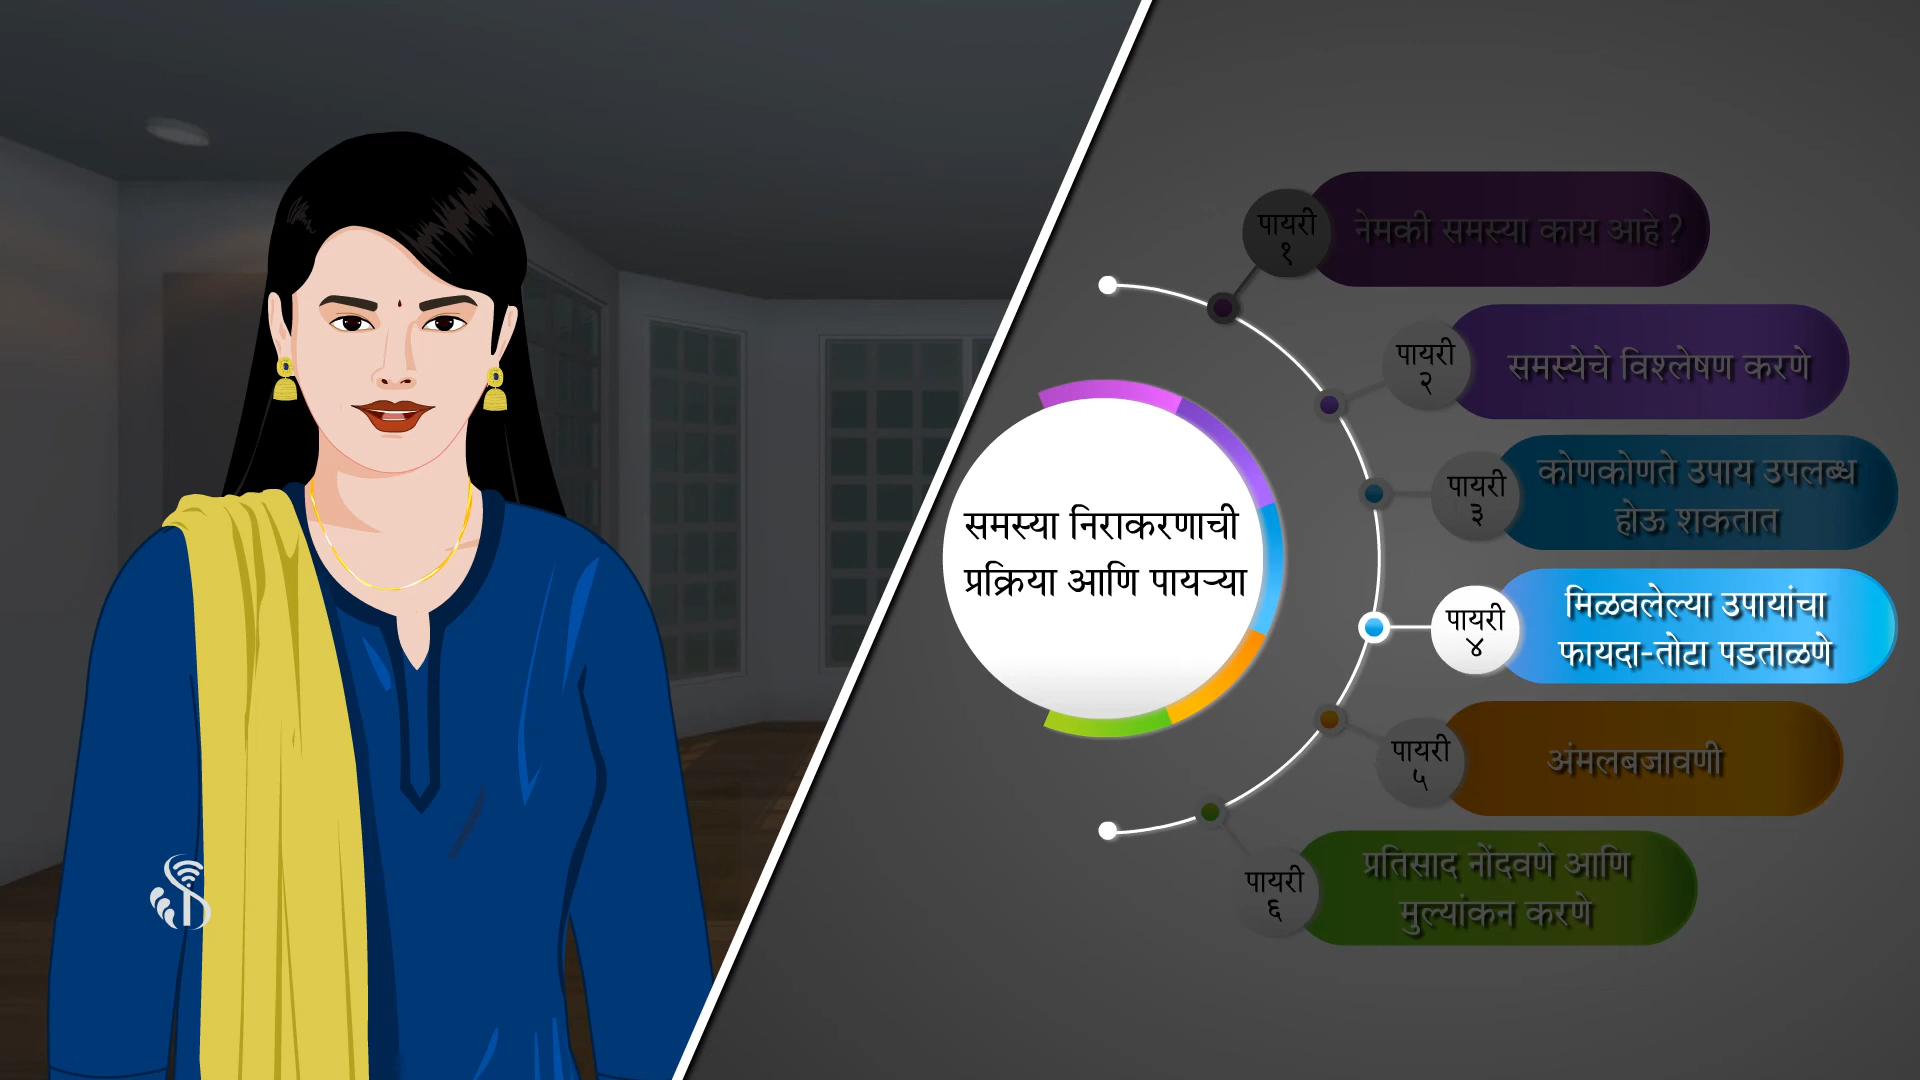 समस्या निराकरणाची
प्रक्रिया आणि पायऱ्या
पायरी
१
नेमकी समस्या काय आहे ?
पायरी
२
समस्येचे विश्लेषण करणे
पायरी
३
कोणकोणते उपाय उपलब्ध
होऊ शकतात
पायरी
४
मिळवलेल्या उपायांचा
फायदा-तोटा पडताळणे
पायरी
५
अंमलबजावणी
पायरी
६
प्रतिसाद नोंदवणे आणि
मुल्यांकन करणे